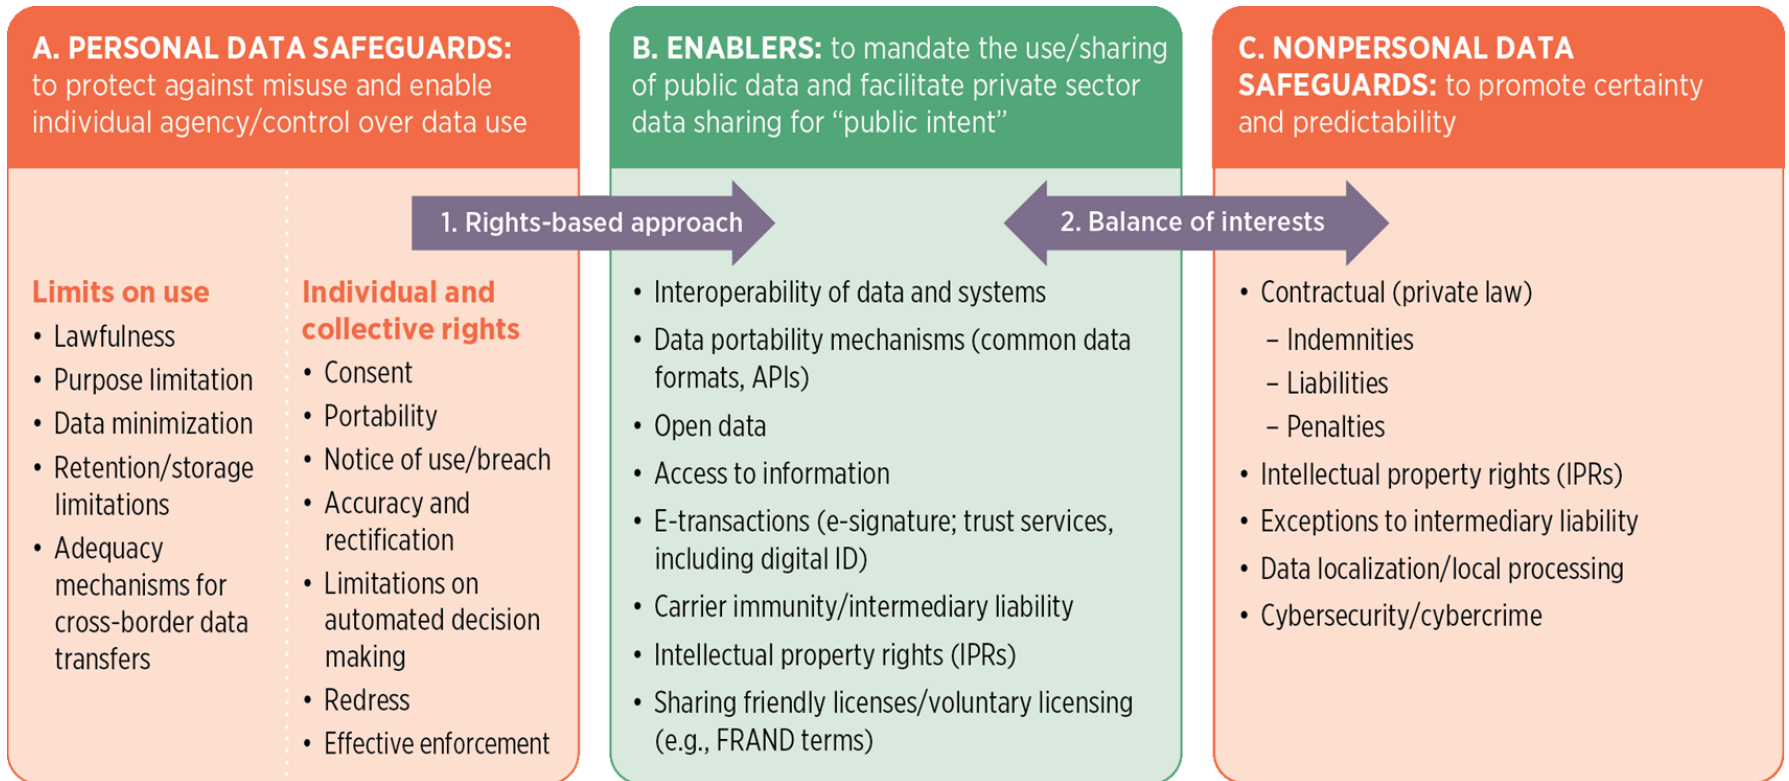 A. PERSONAL DATA SAFEGUARDS:
to protect against misuse and enable
individual agency/control over data use
B. ENABLERS: to mandate the use/sharing
of public data and facilitate private sector
data sharing for “public intent”
C. NONPERSONAL DATA
SAFEGUARDS: to promote certainty
and predictability
1. Rights-based approach
2. Balance of interests
Limits on use
• Lawfulness
• Purpose limitation
• Data minimization
• Retention/storage
limitations
• Adequacy
mechanisms for
cross-border data
transfers
Individual and
collective rights
• Consent
• Portability
• Notice of use/breach
• Accuracy and
rectification
• Limitations on
automated decision
making
• Redress
• Effective enforcement
• Interoperability of data and systems
• Data portability mechanisms (common data
formats, APIs)
• Open data
• Access to information
• E-transactions (e-signature; trust services,
including digital ID)
• Carrier immunity/intermediary liability
• Intellectual property rights (IPRs)
• Sharing friendly licenses/voluntary licensing
(e.g., FRAND terms)
• Contractual (private law)
– Indemnities
– Liabilities
– Penalties
• Intellectual property rights (IPRs)
• Exceptions to intermediary liability
• Data localization/local processing
• Cybersecurity/cybercrime